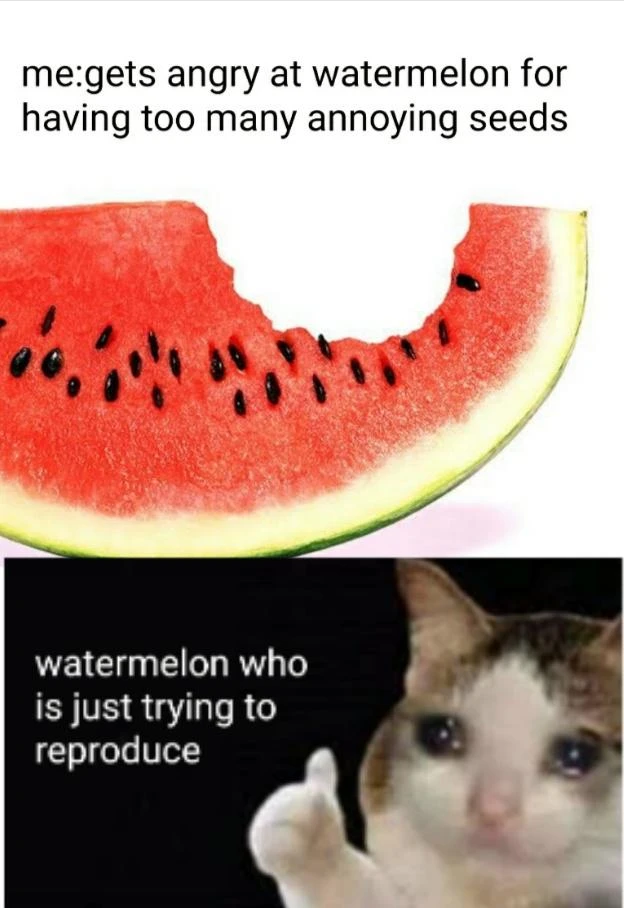 me:gets angry at watermelon for
having too many annoying seeds
watermelon who
is just trying to
reproduce